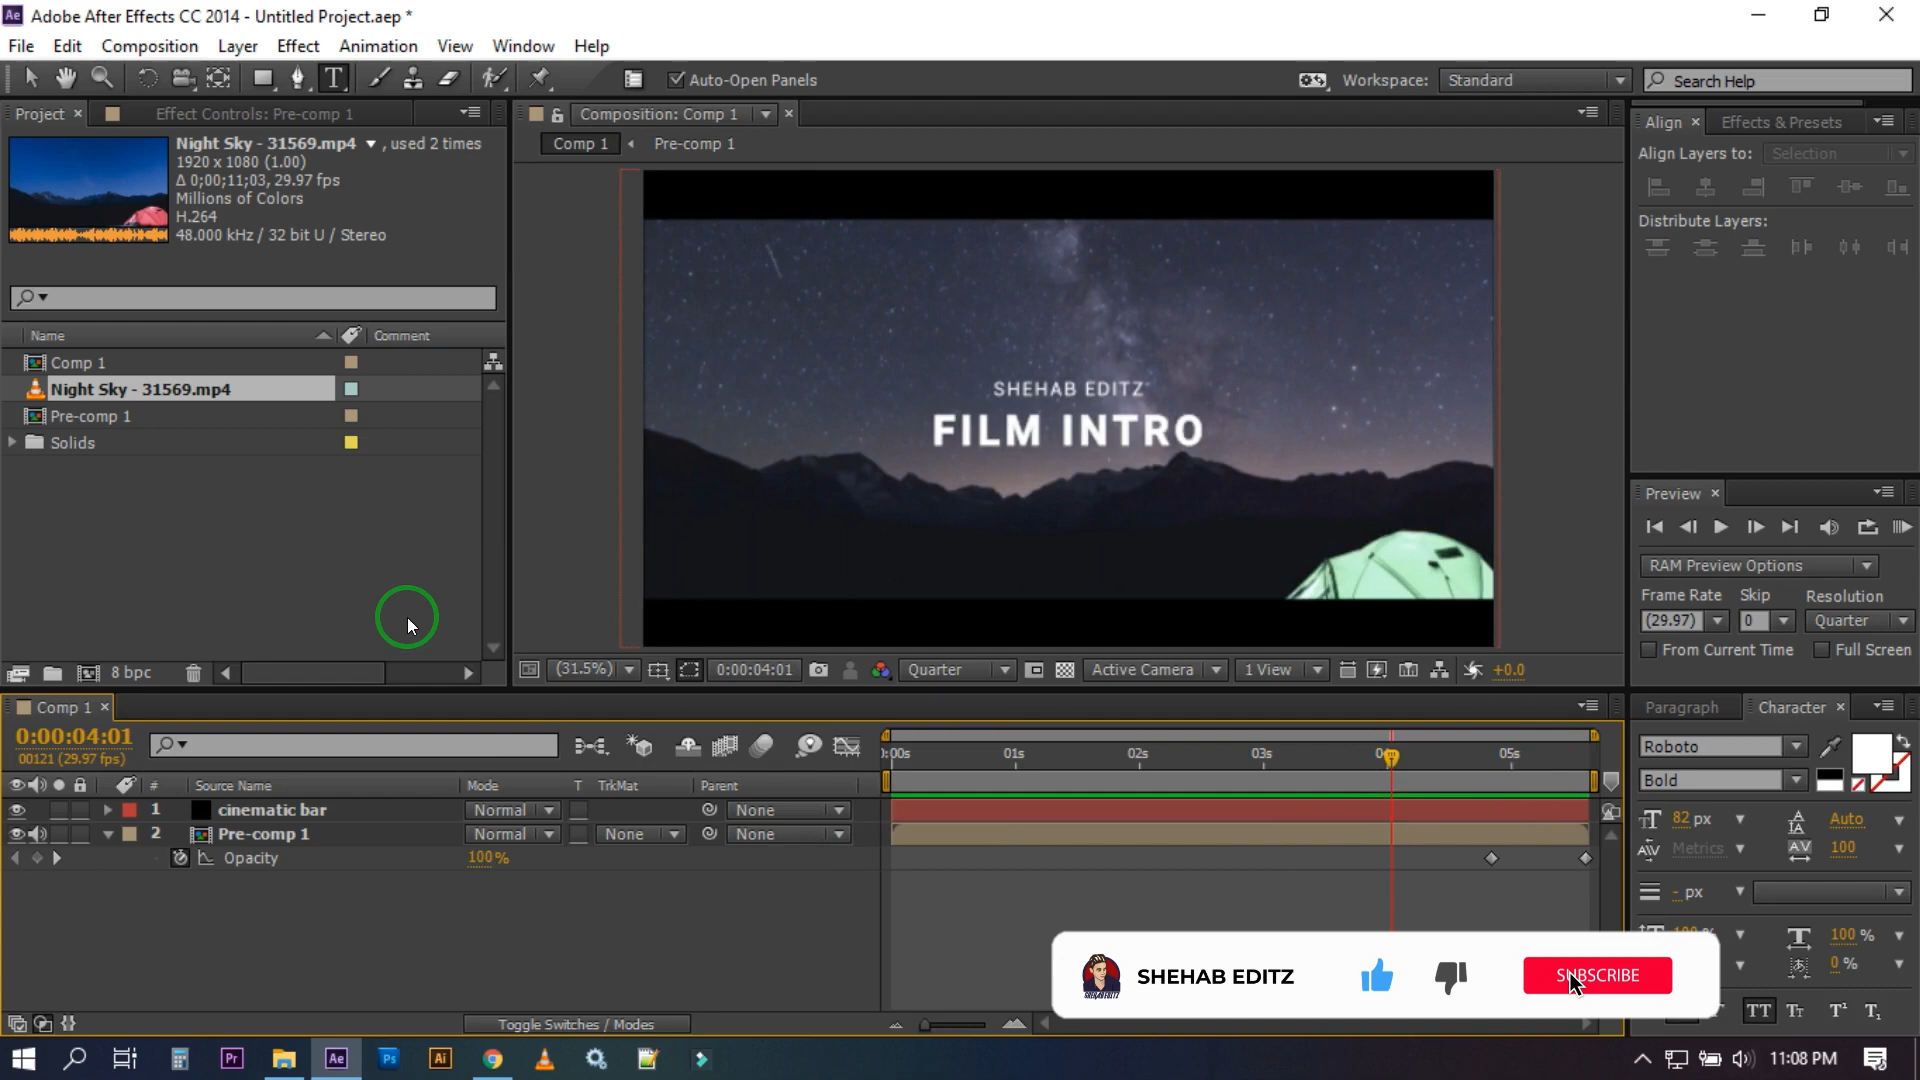 Ae Adobe After Effects CC 2014 - Untitled Project.aep *
File Edit Composition Layer Effect Animation View Window Help
T Auto-Open Panels Workspace: Standard Search Help
Project × Effect Controls: Pre-comp 1
Night Sky - 31569.mp4 ▼ , used 2 times
1920 x 1080 (1.00)
Δ 0;00;11;03, 29.97 fps
Millions of Colors
H.264
48.000 kHz / 32 bit U / Stereo
Name Comment
Comp 1
Night Sky - 31569.mp4
Pre-comp 1
Solids
8 bpc
Composition: Comp 1 ×
Comp 1 Pre-comp 1
SHEHAB EDITZ
FILM INTRO
(31.5%) 0:00:04:01 Quarter Active Camera 1 View +0.0
Align × Effects & Presets
Align Layers to: Selection
Distribute Layers:
Preview ×
RAM Preview Options
Frame Rate Skip Resolution
(29.97) 0 Quarter
From Current Time Full Screen
Comp 1 ×
0:00:04:01
00121 (29.97 fps)
# Source Name Mode T TrkMat Parent
1 cinematic bar Normal None
2 Pre-comp 1 Normal None None
Opacity 100%
):00s 01s 02s 03s 05s
Toggle Switches / Modes
Paragraph Character ×
Roboto
Bold
82 px Auto
Metrics 100
- px
100 %
0 %
TT Tr T¹ T₁
SHEHAB EDITZ SUBSCRIBE
Pr Ae Ps Ai
11:08 PM